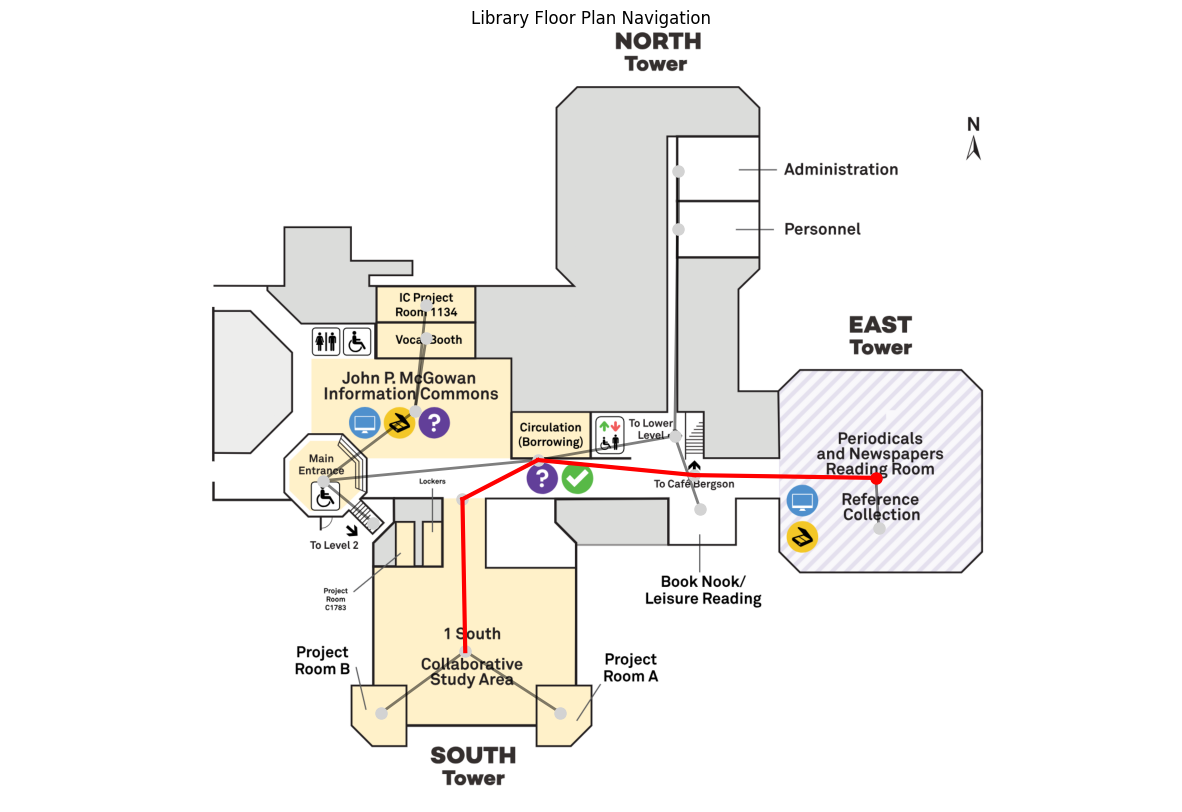 Library Floor Plan Navigation
NORTH
Tower
N
Administration
Personnel
IC Project
Room 1134
Vocal Booth
EAST
Tower
John P. McGowan
Information Commons
?
Circulation
(Borrowing)
To Lower
Level
Periodicals
and Newspapers
Reading Room
Main
Entrance
Lockers
?
To Café Bergson
Reference
Collection
To Level 2
Book Nook/
Leisure Reading
Project
Room
C1783
1 South
Collaborative
Study Area
Project
Room B
Project
Room A
SOUTH
Tower